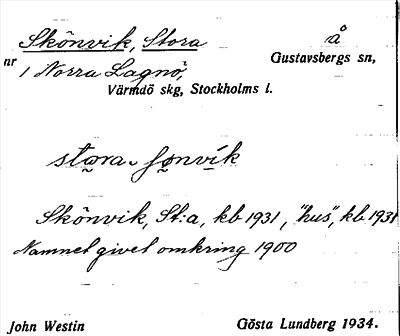 Skönvik, Stora å
Gustavsbergs sn,
nr 1 Norra Lagnö,
Värmdö skg, Stockholms l.
stora ſonvik
Skönvik, St:a, kb 1931, "hus", kb 1931
Namnet givet omkring 1900
John Westin Gösta Lundberg 1934.